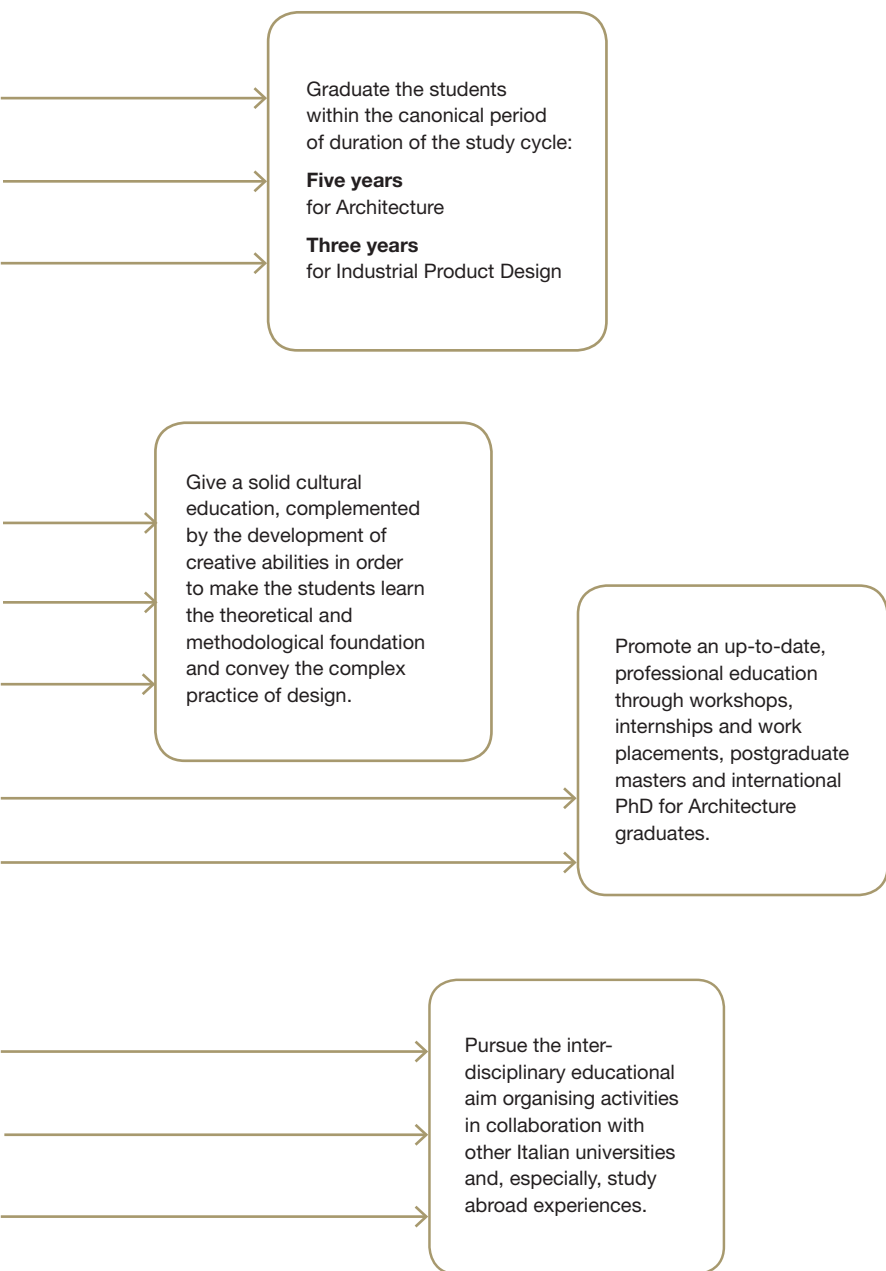 Graduate the students
within the canonical period
of duration of the study cycle:
Five years
for Architecture
Three years
for Industrial Product Design
Give a solid cultural
education, complemented
by the development of
creative abilities in order
to make the students learn
the theoretical and
methodological foundation
and convey the complex
practice of design.
Promote an up-to-date,
professional education
through workshops,
internships and work
placements, postgraduate
masters and international
PhD for Architecture
graduates.
Pursue the inter-
disciplinary educational
aim organising activities
in collaboration with
other Italian universities
and, especially, study
abroad experiences.